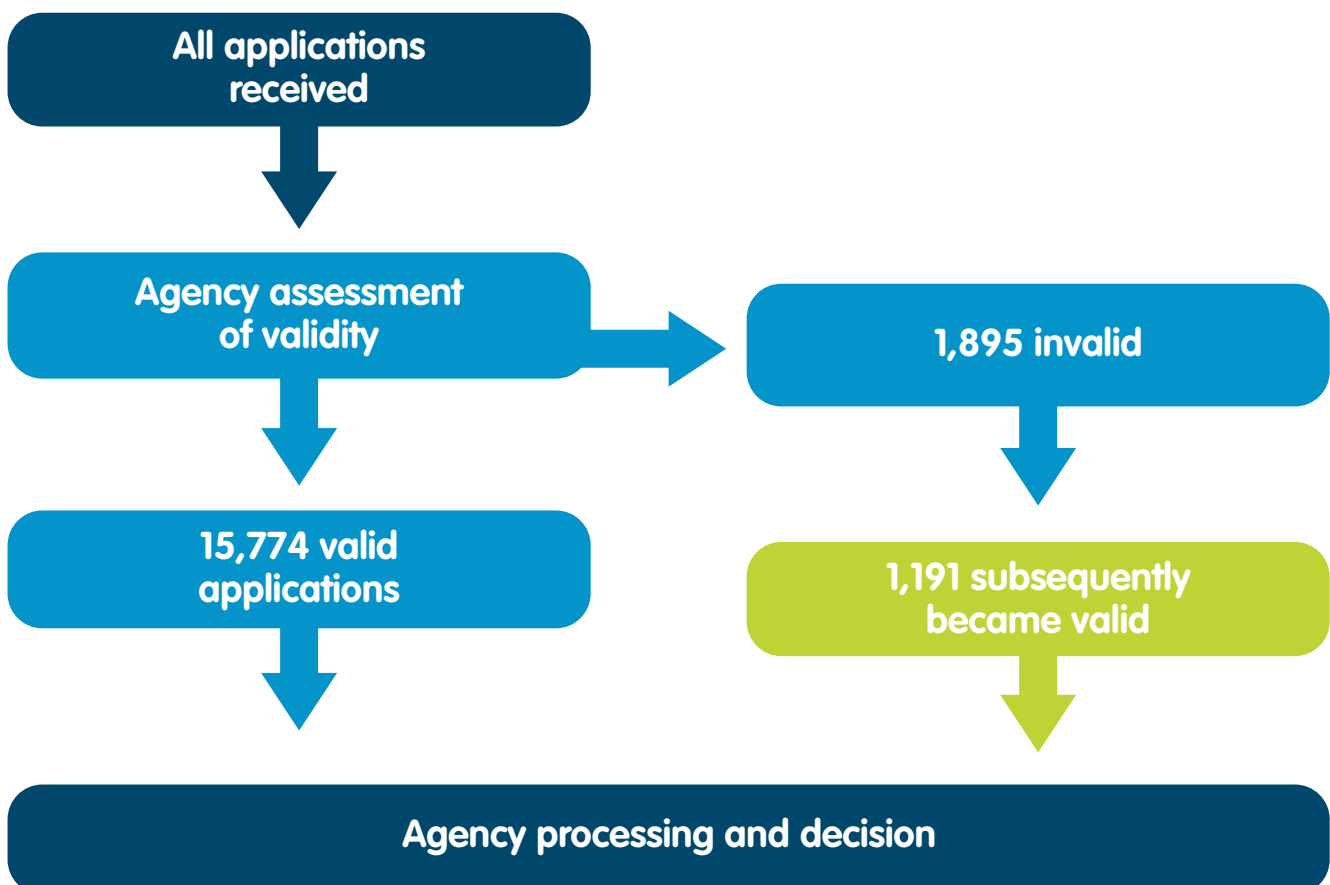 All applications
received
Agency assessment
of validity
1,895 invalid
15,774 valid
applications
1,191 subsequently
became valid
Agency processing and decision